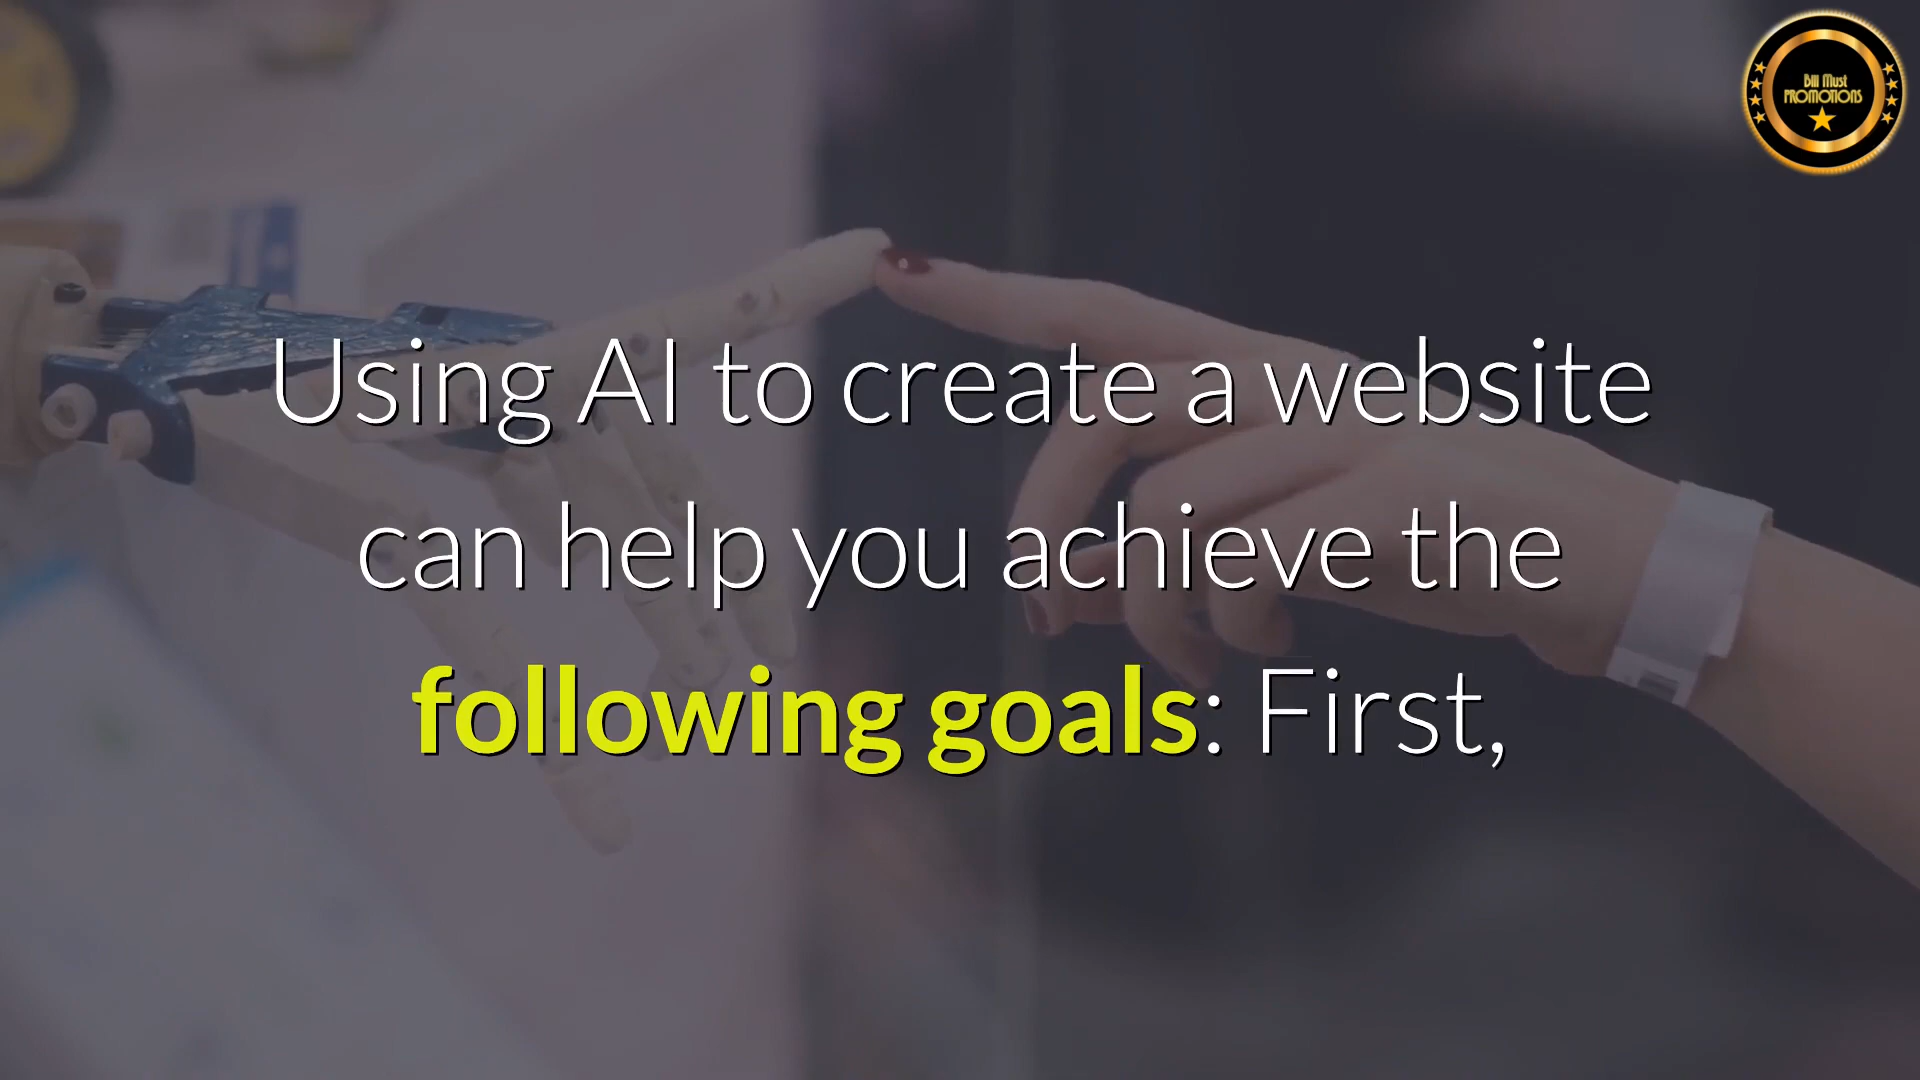 Bill Must
PROMOTIONS
Using AI to create a website
can help you achieve the
following goals: First,